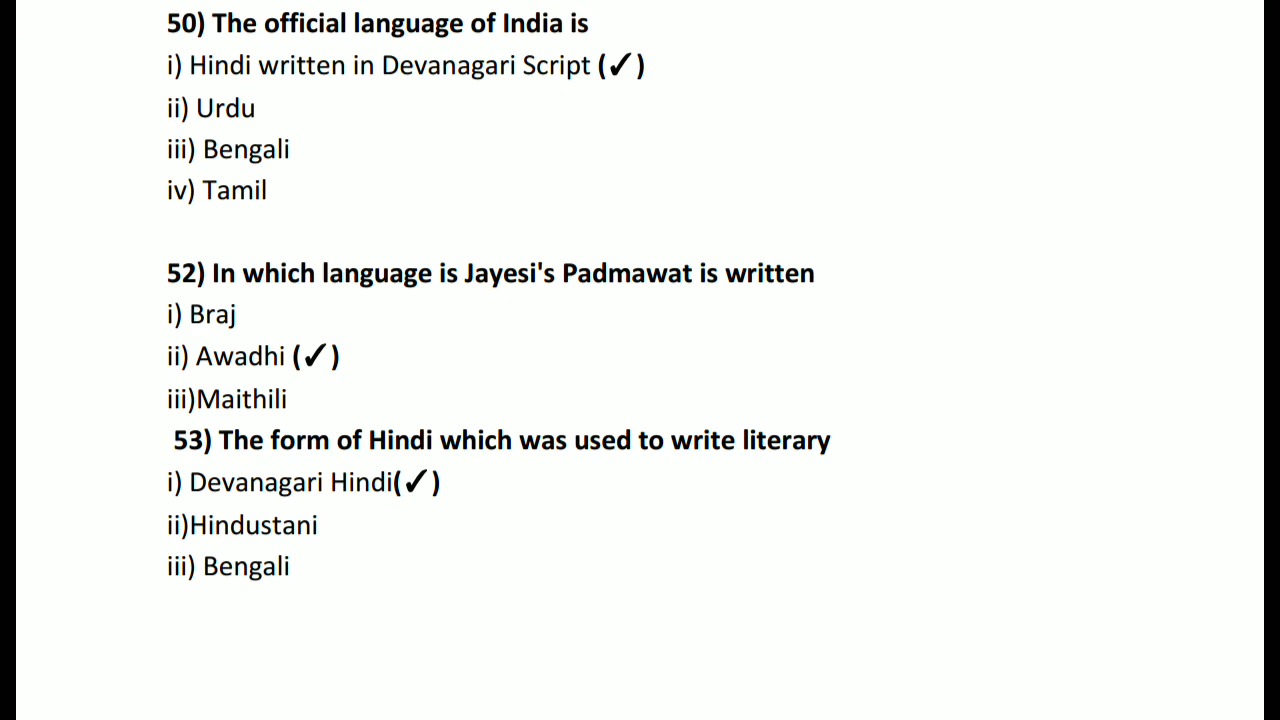 50) The official language of India is
i) Hindi written in Devanagari Script (✓)
ii) Urdu
iii) Bengali
iv) Tamil
52) In which language is Jayesi's Padmawat is written
i) Braj
ii) Awadhi (✓)
iii)Maithili
53) The form of Hindi which was used to write literary
i) Devanagari Hindi(✓)
ii)Hindustani
iii) Bengali